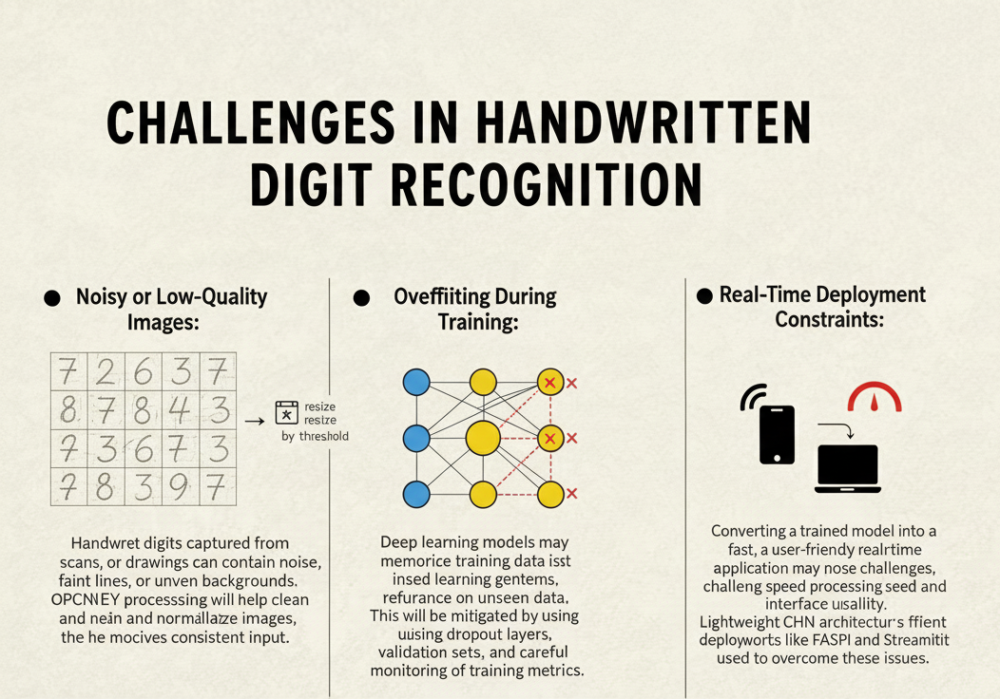 CHALLENGES IN HANDWRITTEN
DIGIT RECOGNITION
● Noisy or Low-Quality
Images:
7 2 6 3 7
8 7 8 4 3
7 3 6 7 3
7 8 3 9 7
→
resize
restze
by threshold
Handwret digits captured from
scans, or drawings can contain noise,
faint lines, or unven backgrounds.
OPCNEY processsing will help clean
and nein and normállaze images,
the he mocives consistent input.
● Oveffiiting During
Training:
Deep learning models may
memorice training data isst
insed learning gentems,
refurance on unseen data.
This will be mitigated by using
uising dropout layers,
validation sets, and careful
monitoring of training metrics.
● Real-Time Deployment
Constraints:
Converting a trained model into a
fast, a user-friendly realrtime
application may nose challenges,
challeng speed processing seed and
interface usallity.
Lightweight CHN architectur's ffient
deployworts like FASPI and Streamitit
used to overcome these issues.